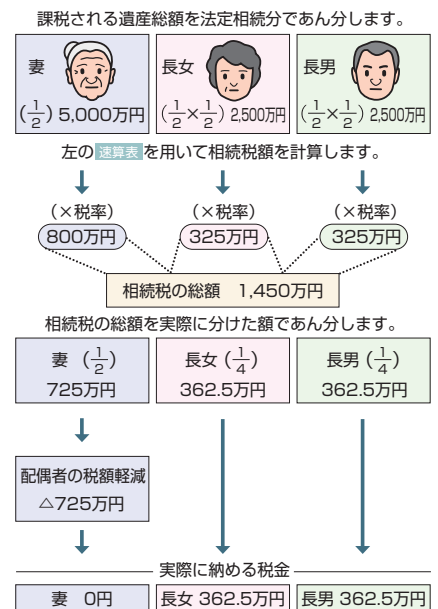 課税される遺産総額を法定相続分であん分します。
妻 長女 長男
(1/2) 5,000万円 (1/2×1/2) 2,500万円 (1/2×1/2) 2,500万円
左の 速算表 を用いて相続税額を計算します。
(×税率) (×税率) (×税率)
800万円 325万円 325万円
相続税の総額 1,450万円
相続税の総額を実際に分けた額であん分します。
妻 (1/2) 長女 (1/4) 長男 (1/4)
725万円 362.5万円 362.5万円
配偶者の税額軽減
△725万円
実際に納める税金
妻 0円 長女 362.5万円 長男 362.5万円